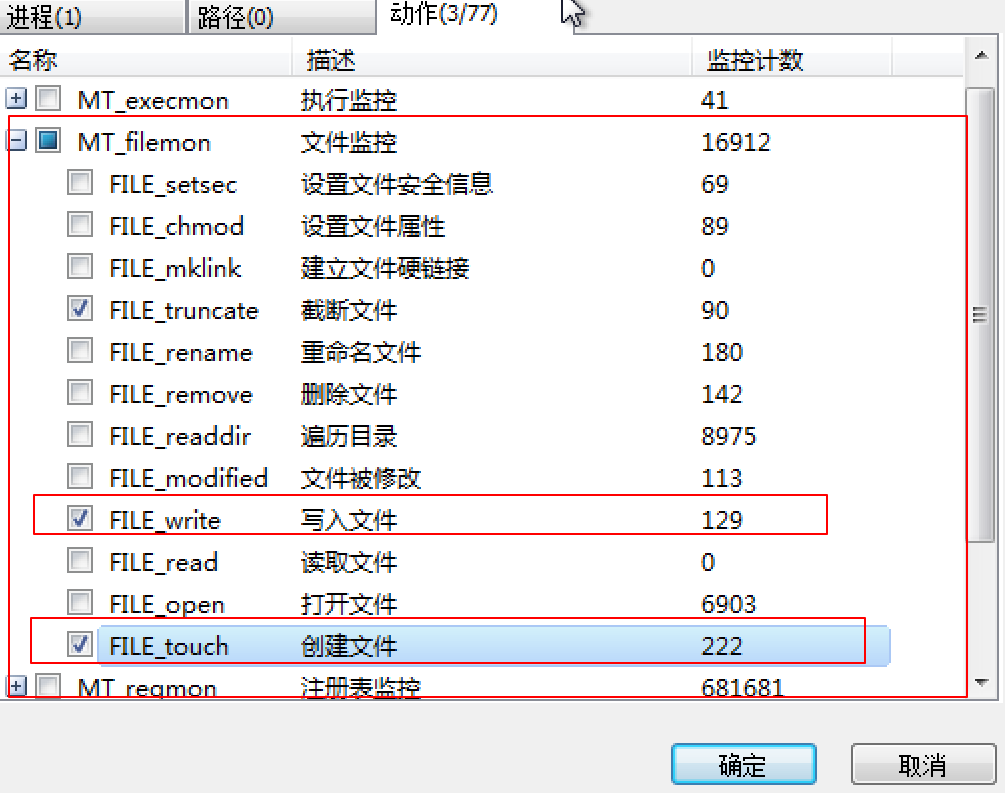 进程(1) 路径(0) 动作(3/77)
名称 描述 监控计数
MT_execmon 执行监控 41
MT_filemon 文件监控 16912
FILE_setsec 设置文件安全信息 69
FILE_chmod 设置文件属性 89
FILE_mklink 建立文件硬链接 0
FILE_truncate 截断文件 90
FILE_rename 重命名文件 180
FILE_remove 删除文件 142
FILE_readdir 遍历目录 8975
FILE_modified 文件被修改 113
FILE_write 写入文件 129
FILE_read 读取文件 0
FILE_open 打开文件 6903
FILE_touch 创建文件 222
MT_regmon 注册表监控 681681
确定 取消